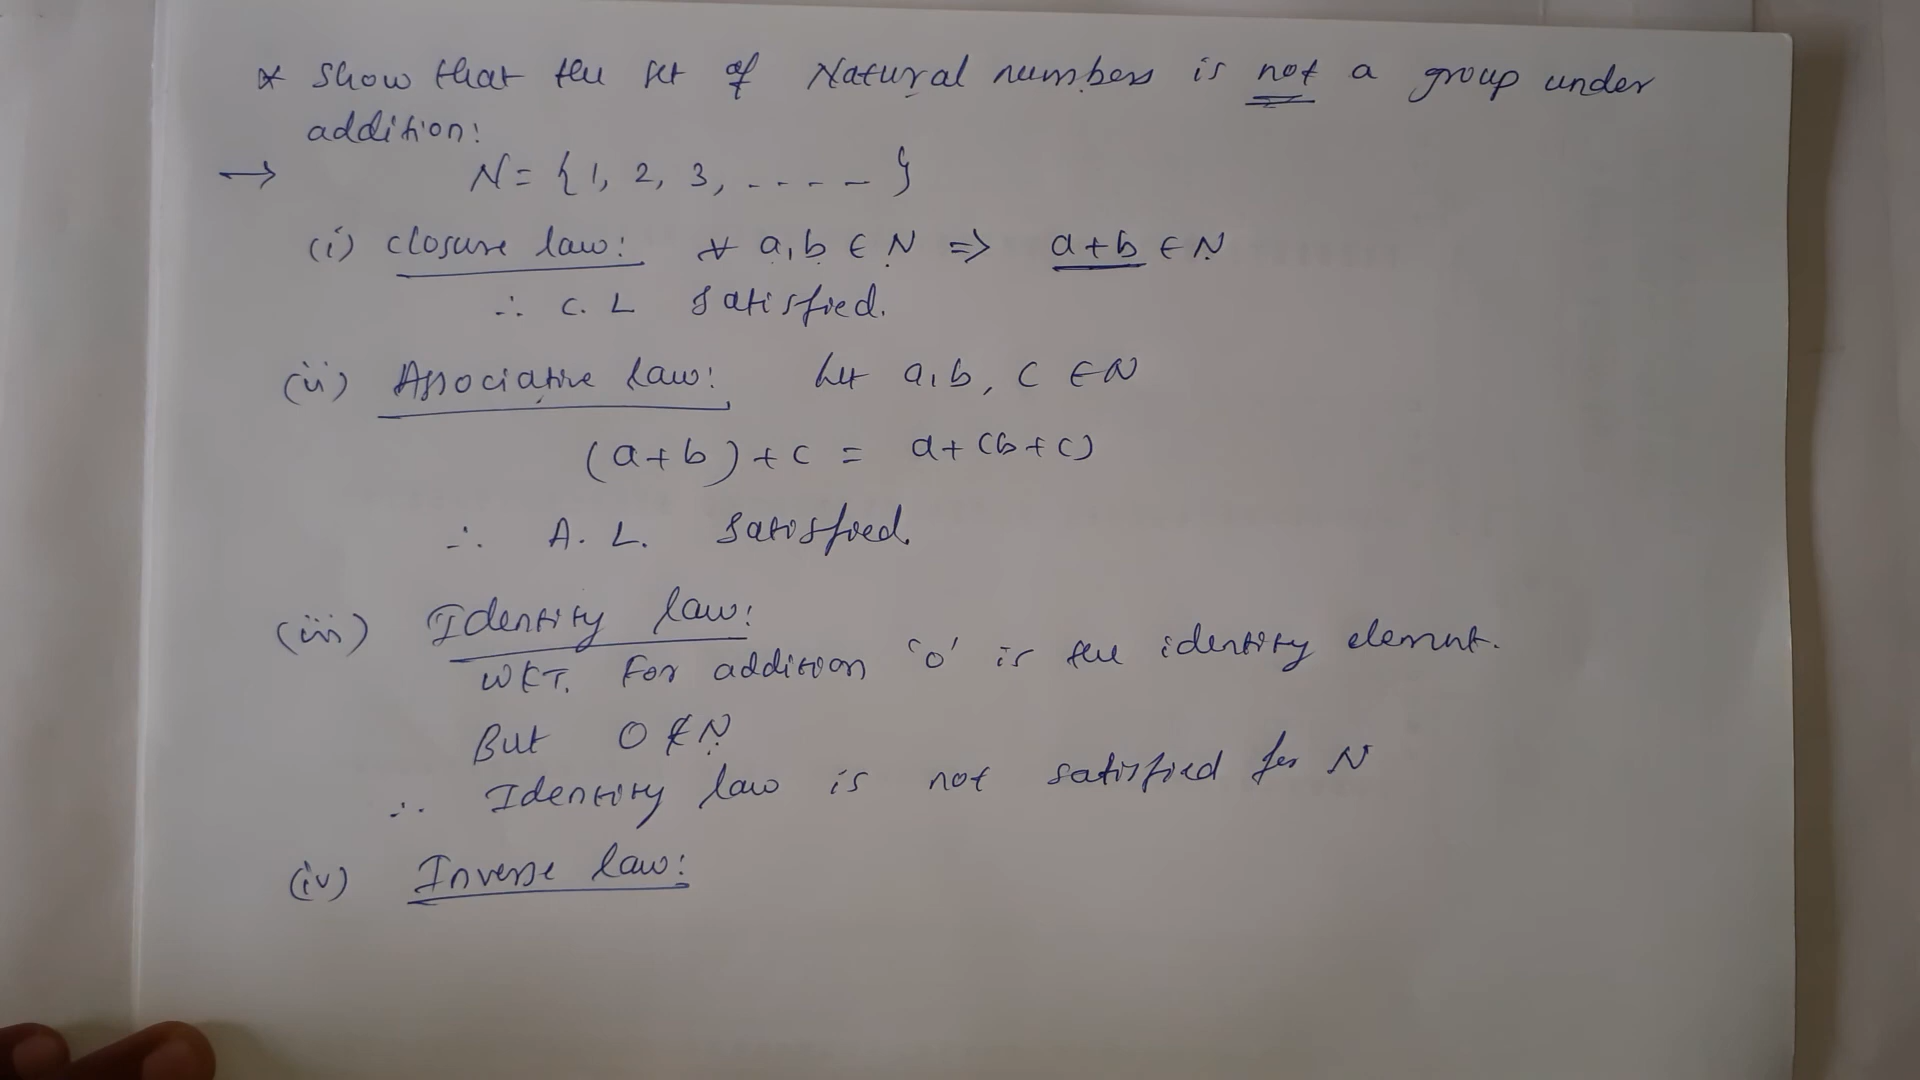 * Show that the set of Natural numbers is not a group under
addition:
→ N = {1, 2, 3, ----- }
(i) closure law: ∀ a, b ∈ N ⇒ a+b ∈ N
∴ C. L satisfied.
(ii) Associative law: Let a, b, c ∈ N
(a+b)+c = a+(b+c)
∴ A. L. satisfied.
(iii) Identity law:
WKT. For addition '0' is the identity element.
But 0 ∉ N
∴ Identity law is not satisfied for N
(iv) Inverse law: